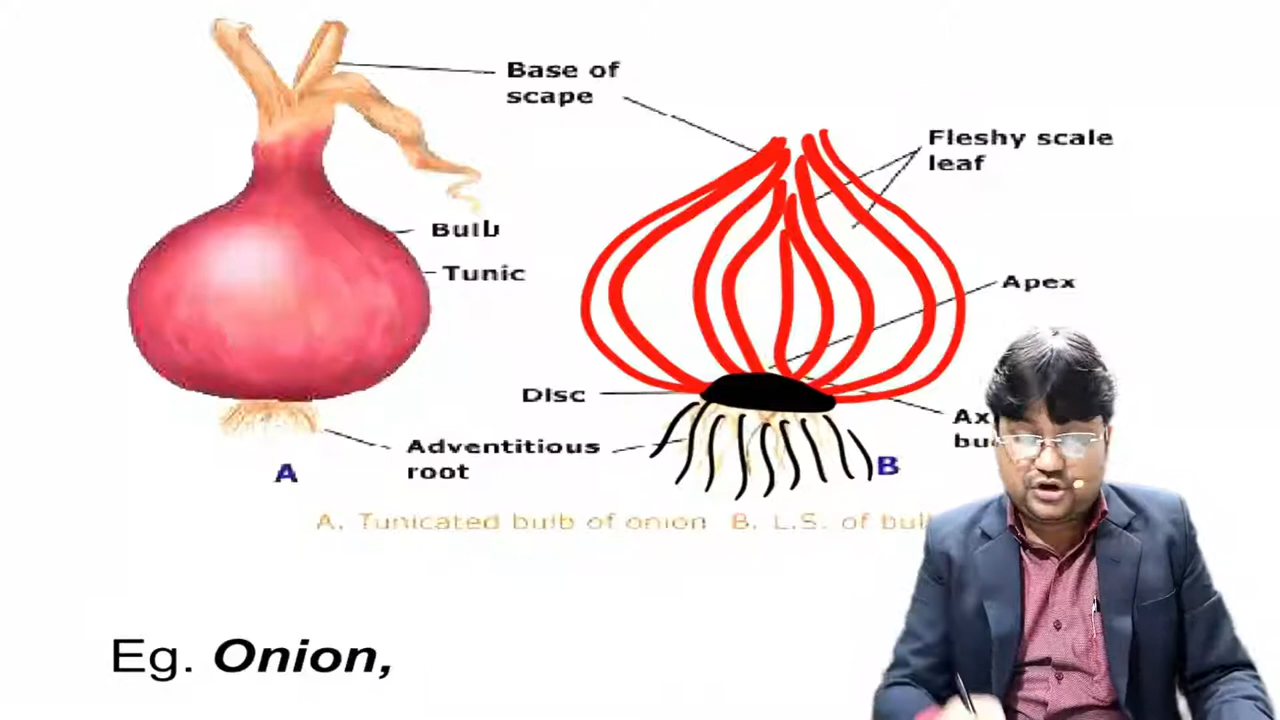 Base of
scape
Fleshy scale
leaf
Bulb
Tunic
Apex
Disc
Adventitious
root
A
B
A. Tunicated bulb of onion B. L.S. of
Eg. Onion,